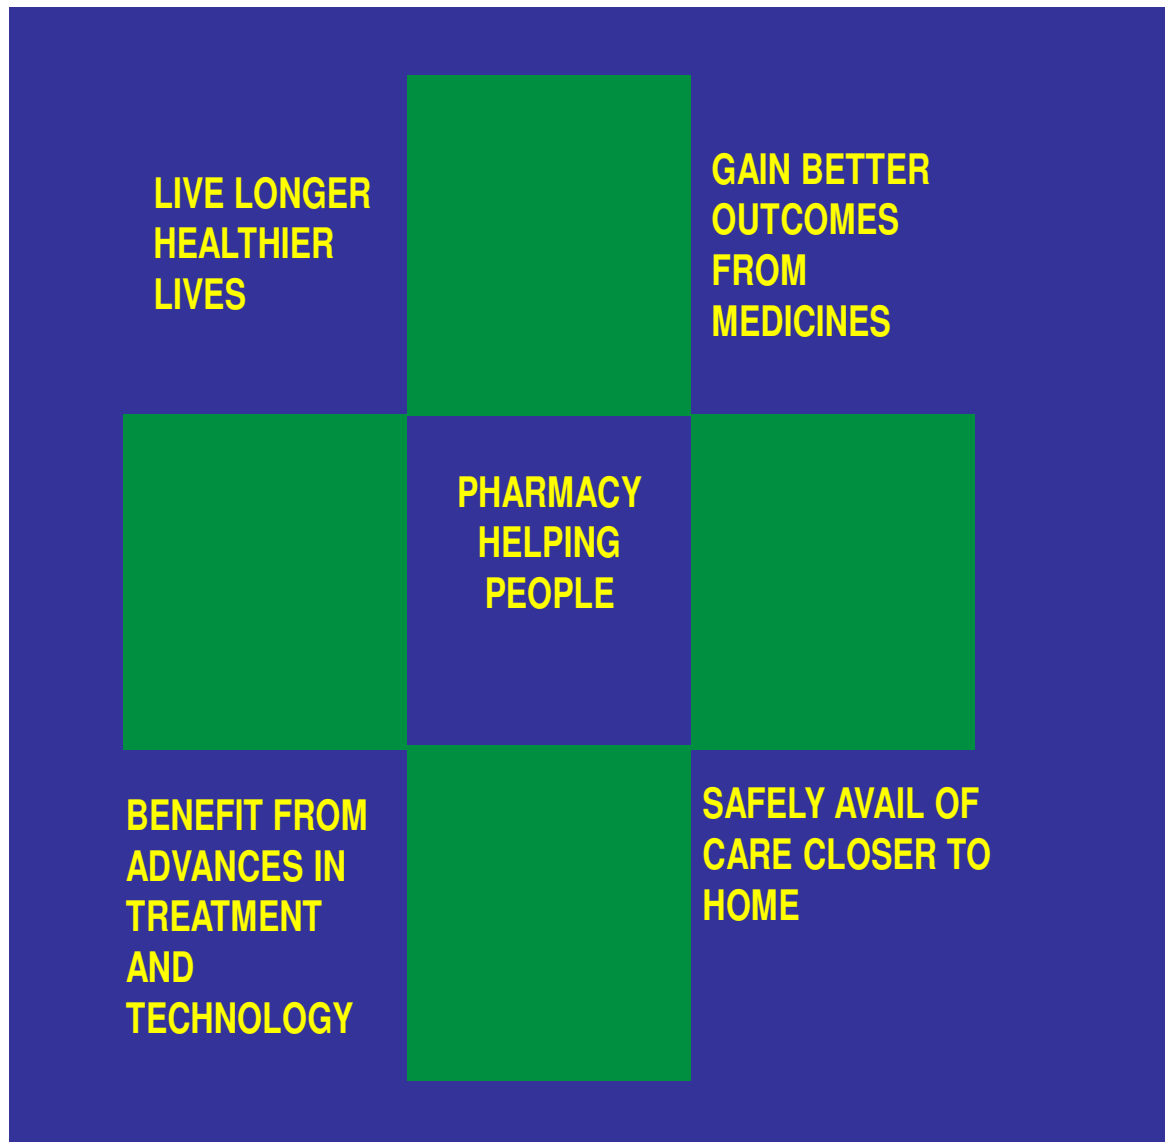 LIVE LONGER
HEALTHIER
LIVES
GAIN BETTER
OUTCOMES
FROM
MEDICINES
PHARMACY
HELPING
PEOPLE
BENEFIT FROM
ADVANCES IN
TREATMENT
AND
TECHNOLOGY
SAFELY AVAIL OF
CARE CLOSER TO
HOME